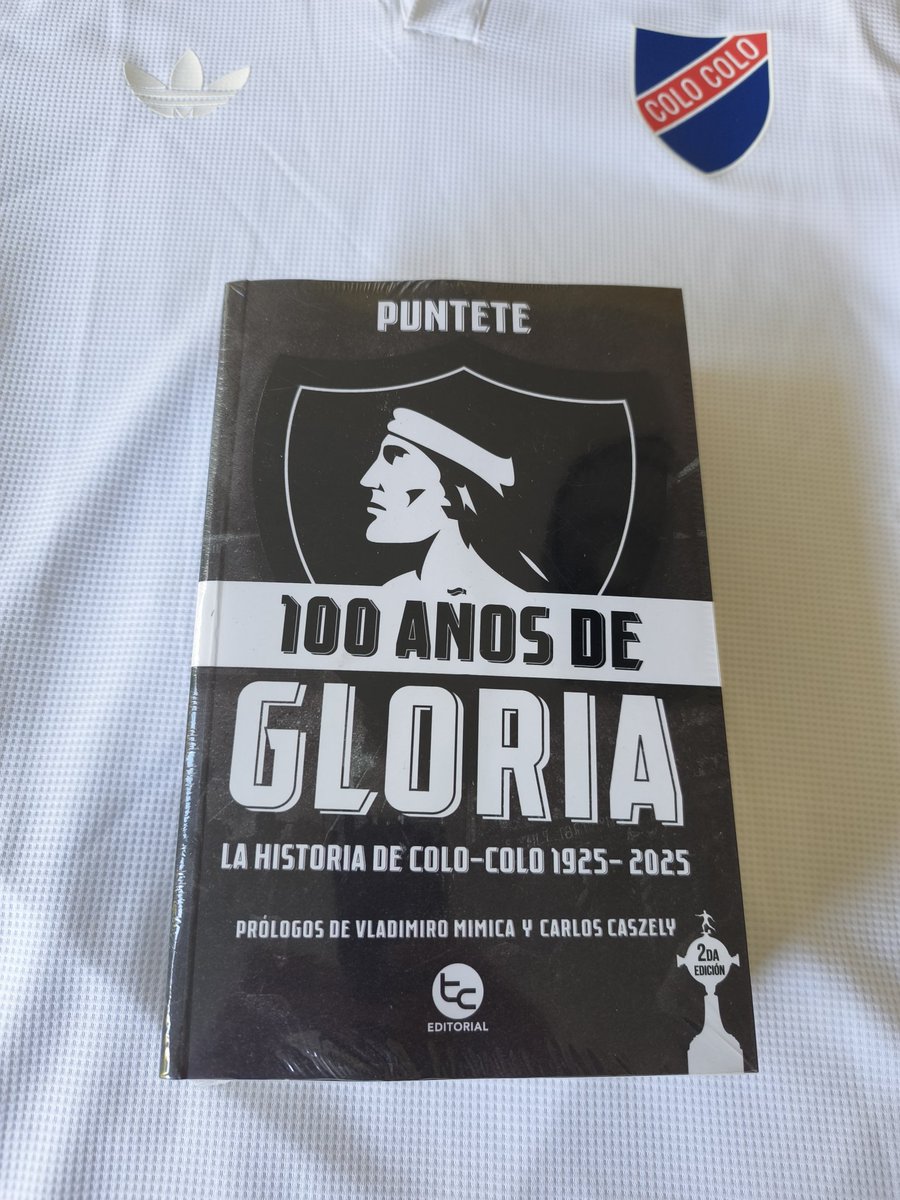 COLO COLO
PUNTETE
100 AÑOS DE
GLORIA
LA HISTORIA DE COLO-COLO 1925- 2025
PRÓLOGOS DE VLADIMIRO MIMICA Y CARLOS CASZELY
2DA
EDICIÓN
tc
EDITORIAL